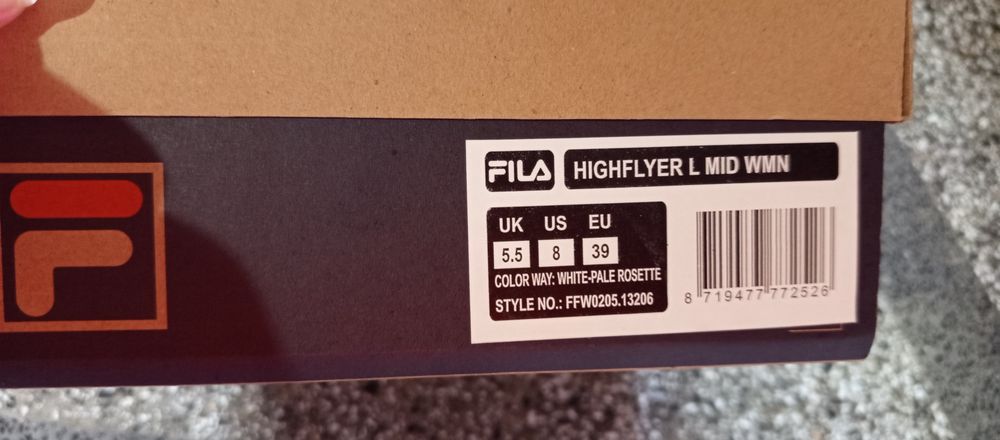 FILA HIGHFLYER L MID WMN
UK US EU
5.5 8 39
COLOR WAY: WHITE-PALE ROSETTE
STYLE NO.: FFW0205.13206
8 719477 772526